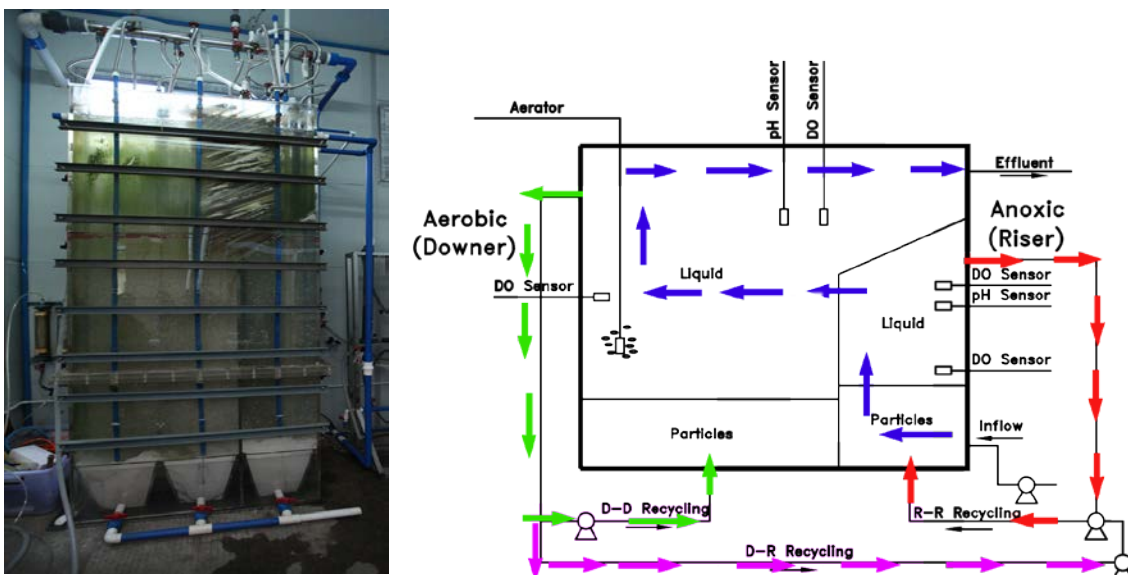 pH Sensor
DO Sensor
Aerator
Effluent
Aerobic
(Downer)
Anoxic
(Riser)
Liquid
DO Sensor
DO Sensor
pH Sensor
Liquid
DO Sensor
Particles
Particles
Inflow
D-D Recycling
R-R Recycling
D-R Recycling